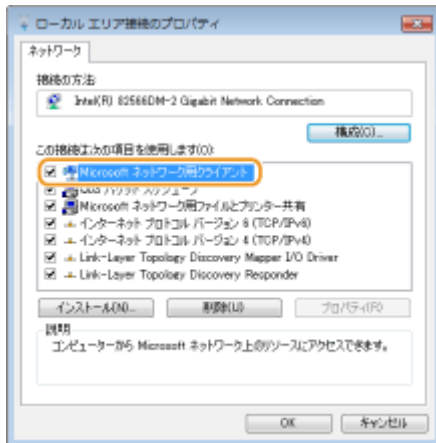 ローカル エリア接続のプロパティ
ネットワーク
接続の方法:
Intel(R) 82566DM-2 Gigabit Network Connection
構成(C)...
この接続は次の項目を使用します(O):
Microsoft ネットワーク用クライアント
QoS パケット スケジューラ
Microsoft ネットワーク用ファイルとプリンター共有
インターネット プロトコル バージョン 6 (TCP/IPv6)
インターネット プロトコル バージョン 4 (TCP/IPv4)
Link-Layer Topology Discovery Mapper I/O Driver
Link-Layer Topology Discovery Responder
インストール(N)... 削除(U) プロパティ(R)
説明
コンピューターから Microsoft ネットワーク上のリソースにアクセスできます。
OK キャンセル